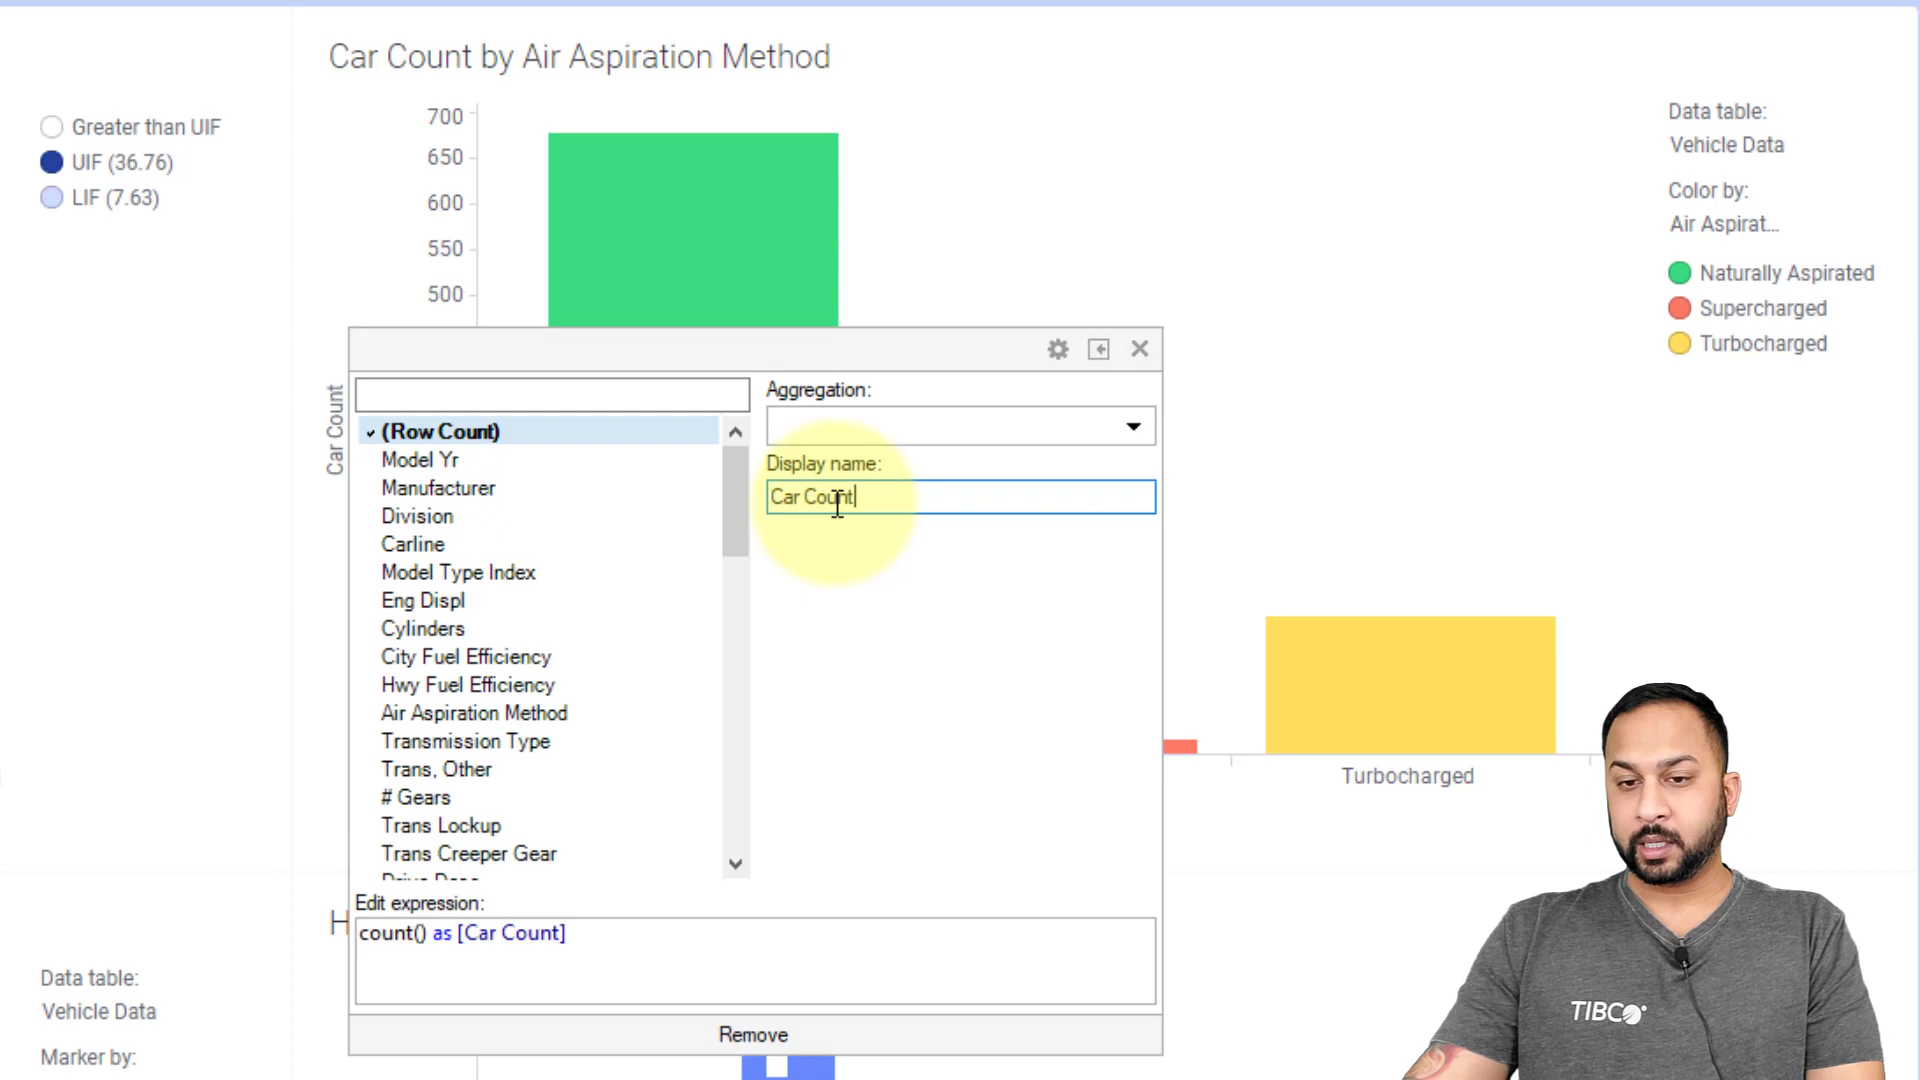 Car Count by Air Aspiration Method
Greater than UIF
UIF (36.76)
LIF (7.63)
700
650
600
550
500
Car Count
Data table:
Vehicle Data
Color by:
Air Aspirat...
Naturally Aspirated
Supercharged
Turbocharged
(Row Count)
Model Yr
Manufacturer
Division
Carline
Model Type Index
Eng Displ
Cylinders
City Fuel Efficiency
Hwy Fuel Efficiency
Air Aspiration Method
Transmission Type
Trans, Other
# Gears
Trans Lockup
Trans Creeper Gear
Aggregation:
Display name:
Car Count
Edit expression:
count() as [Car Count]
Remove
Turbocharged
H
Data table:
Vehicle Data
Marker by:
TIBCO